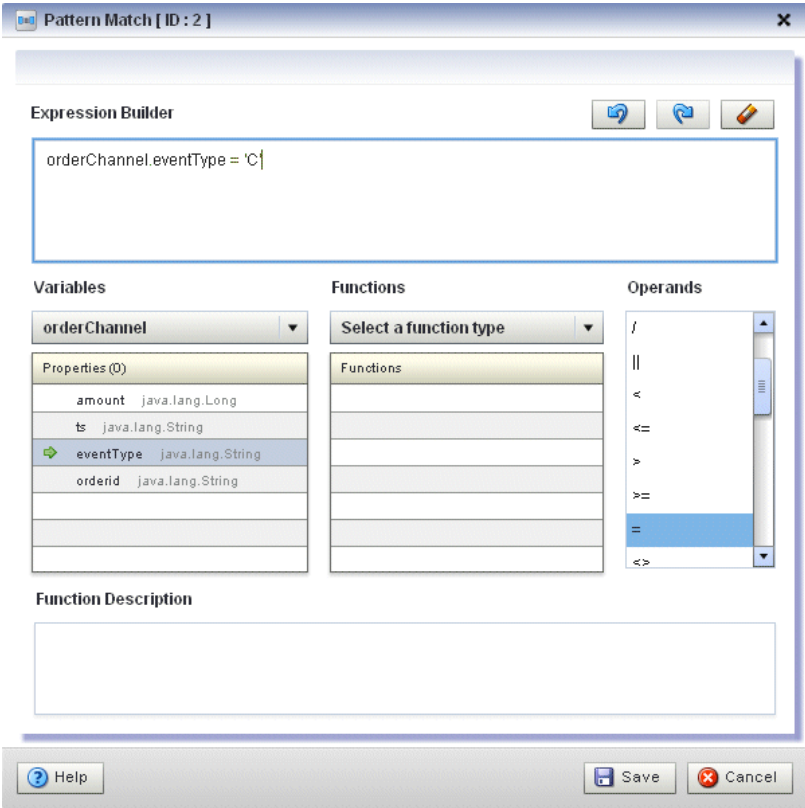 Pattern Match [ ID : 2 ]
Expression Builder
orderChannel.eventType = 'C'
Variables
Functions
Operands
orderChannel
Select a function type
Properties (0)
Functions
amount java.lang.Long
ts java.lang.String
eventType java.lang.String
orderid java.lang.String
/
||
<
<=
>
>=
=
<>
Function Description
Help
Save
Cancel